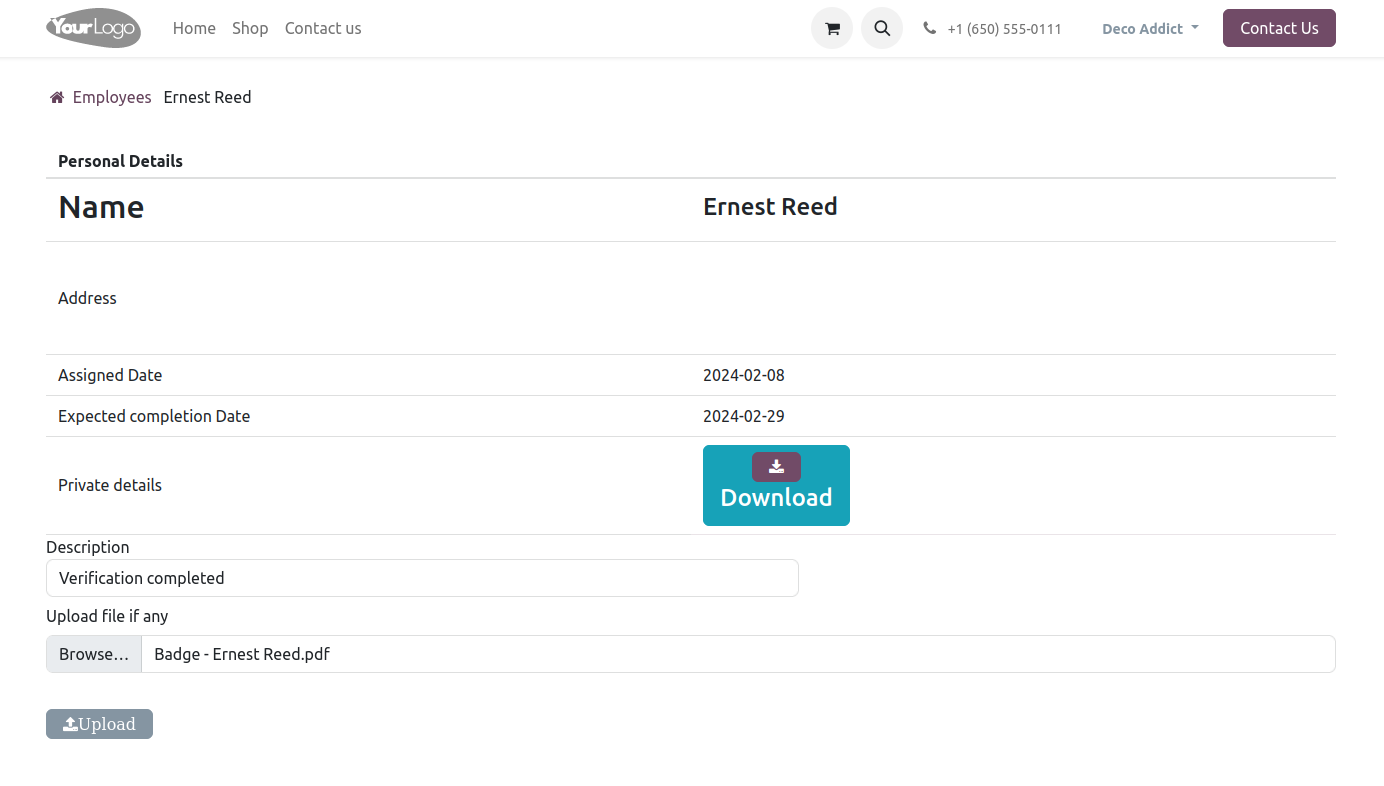 YourLogo Home Shop Contact us +1 (650) 555-0111 Deco Addict Contact Us
Employees Ernest Reed
Personal Details
Name Ernest Reed
Address
Assigned Date 2024-02-08
Expected completion Date 2024-02-29
Private details Download
Description
Verification completed
Upload file if any
Browse… Badge - Ernest Reed.pdf
Upload